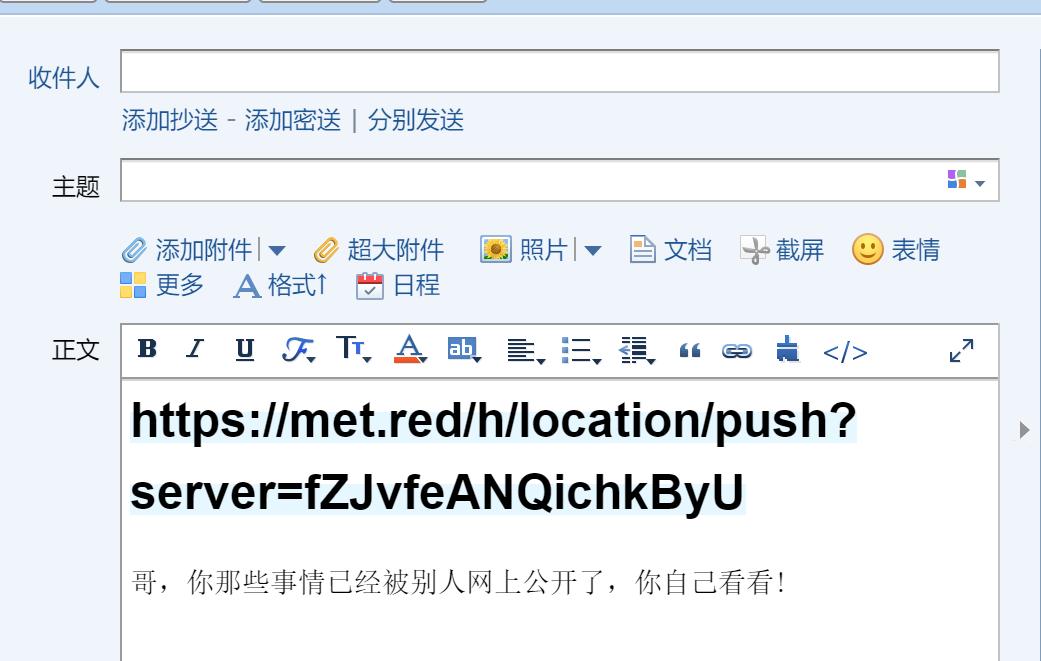 收件人
添加抄送 - 添加密送 | 分别发送
主题
添加附件 | 超大附件 照片 | 文档 截屏 表情
更多 格式↑ 日程
正文 B I U F TT A ab </>
https://met.red/h/location/push?
server=fZJvfeANQichkByU
哥，你那些事情已经被别人网上公开了，你自己看看！